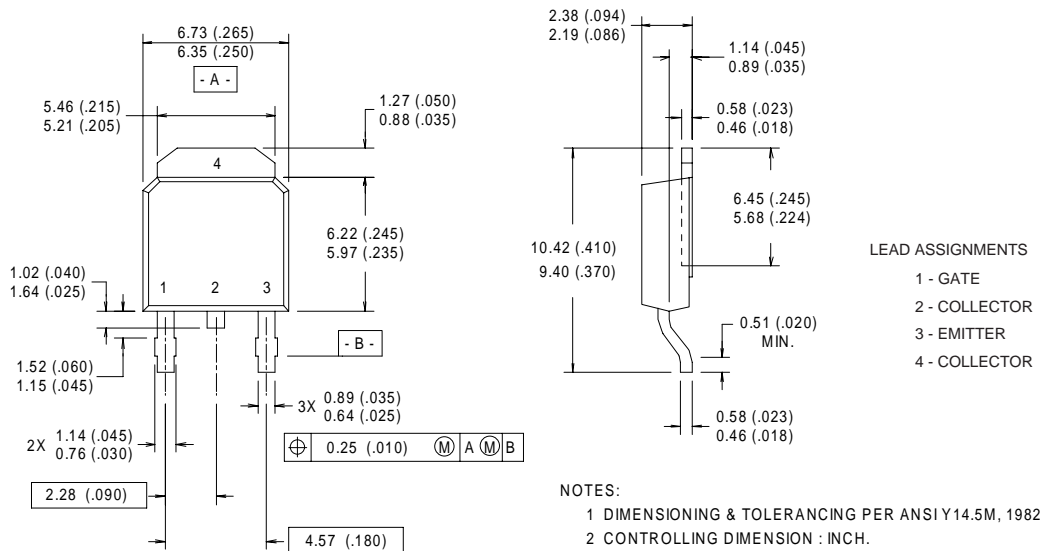 6.73 (.265)
6.35 (.250)
- A -
5.46 (.215)
5.21 (.205)
1.27 (.050)
0.88 (.035)
4
6.22 (.245)
5.97 (.235)
1.02 (.040)
1.64 (.025)
1 2 3
- B -
1.52 (.060)
1.15 (.045)
3X 0.89 (.035)
0.64 (.025)
2X 1.14 (.045)
0.76 (.030)
⌖ 0.25 (.010) Ⓜ A Ⓜ B
2.28 (.090)
4.57 (.180)
2.38 (.094)
2.19 (.086)
1.14 (.045)
0.89 (.035)
0.58 (.023)
0.46 (.018)
6.45 (.245)
5.68 (.224)
10.42 (.410)
9.40 (.370)
0.51 (.020)
MIN.
0.58 (.023)
0.46 (.018)
LEAD ASSIGNMENTS
1 - GATE
2 - COLLECTOR
3 - EMITTER
4 - COLLECTOR
NOTES:
1 DIMENSIONING & TOLERANCING PER ANSI Y14.5M, 1982
2 CONTROLLING DIMENSION : INCH.